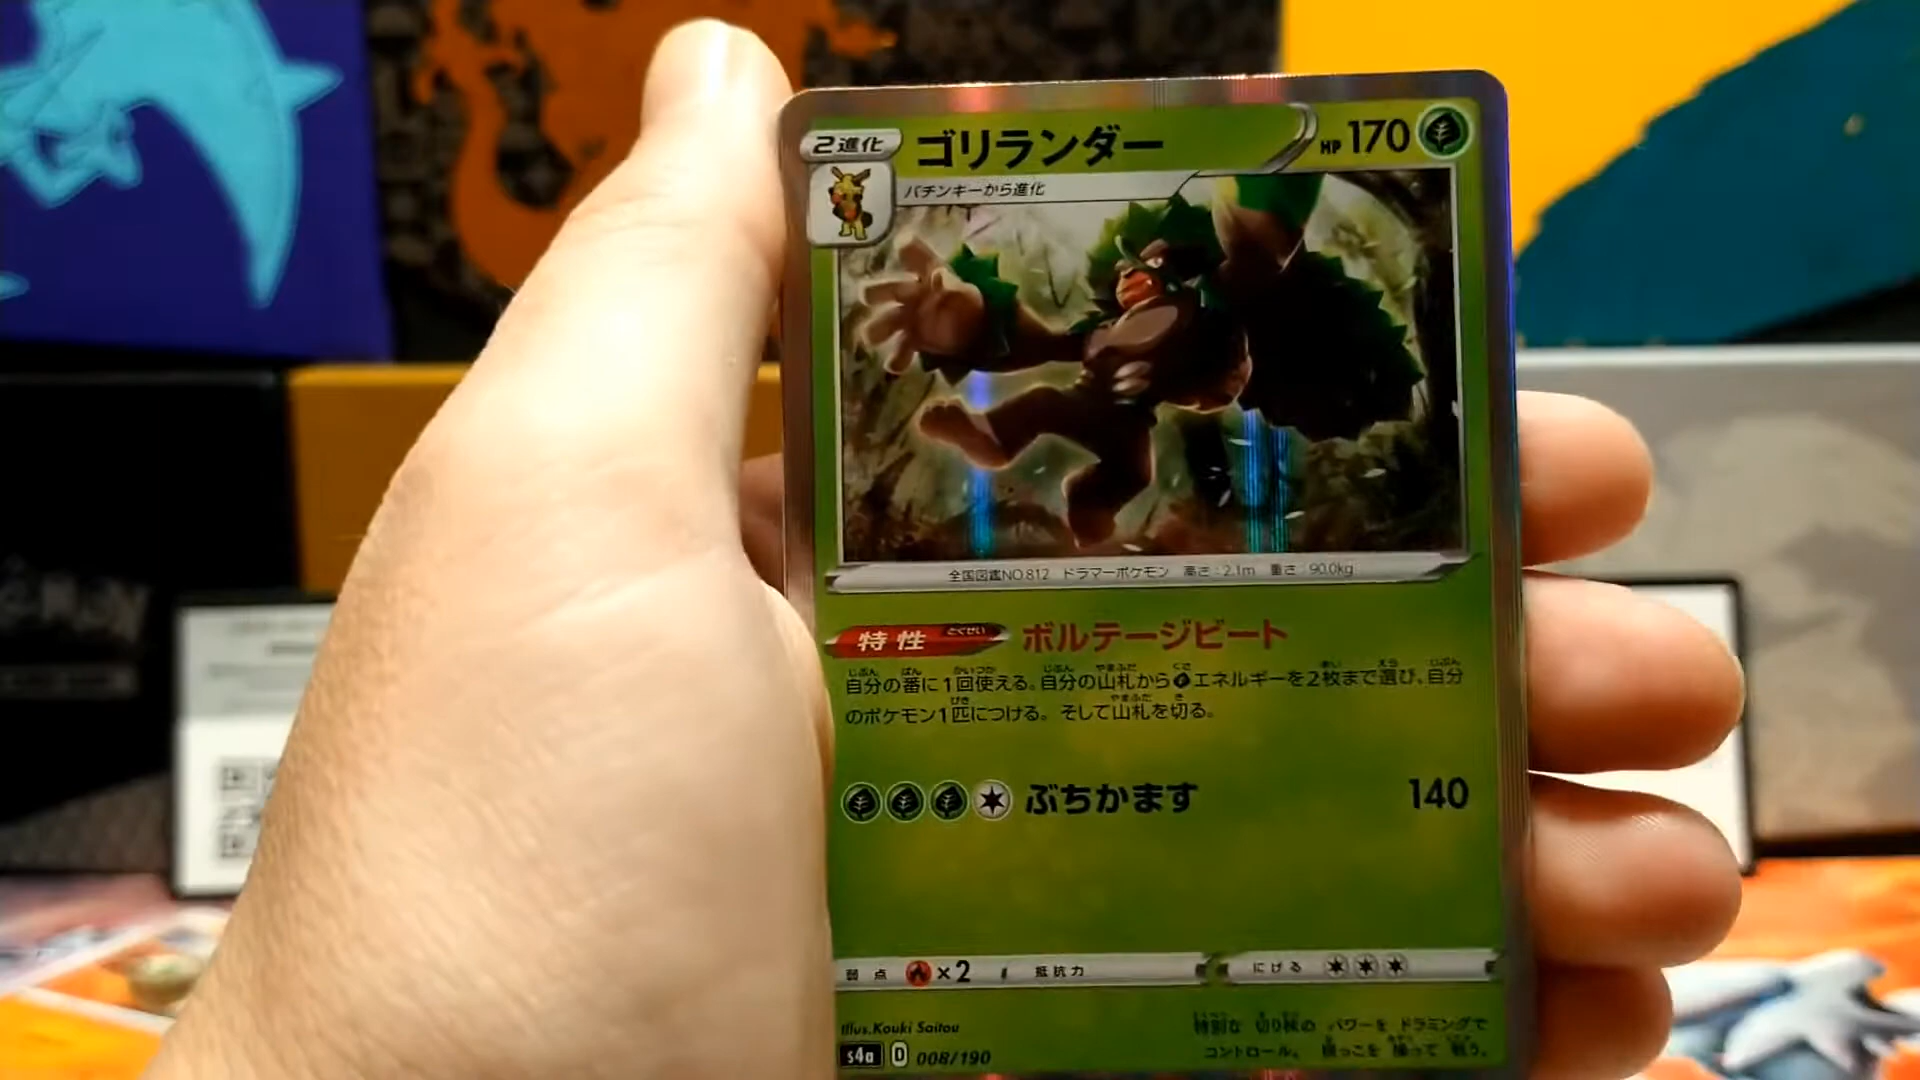 2進化 ゴリランダー HP 170
バチンキーから進化
全国図鑑NO.812 ドラマーポケモン 高さ：2.1m 重さ：90.0kg
特性 とくせい ボルテージビート
自分の番に1回使える。自分の山札からエネルギーを2枚まで選び、自分
のポケモン1匹につける。そして山札を切る。
ぶちかます 140
弱点 ×2 抵抗力 にげる
Illus.Kouki Saitou
特別な 切り株の パワーを ドラミングで
コントロール。 根っこを 操って 戦う。
s4a D 008/190